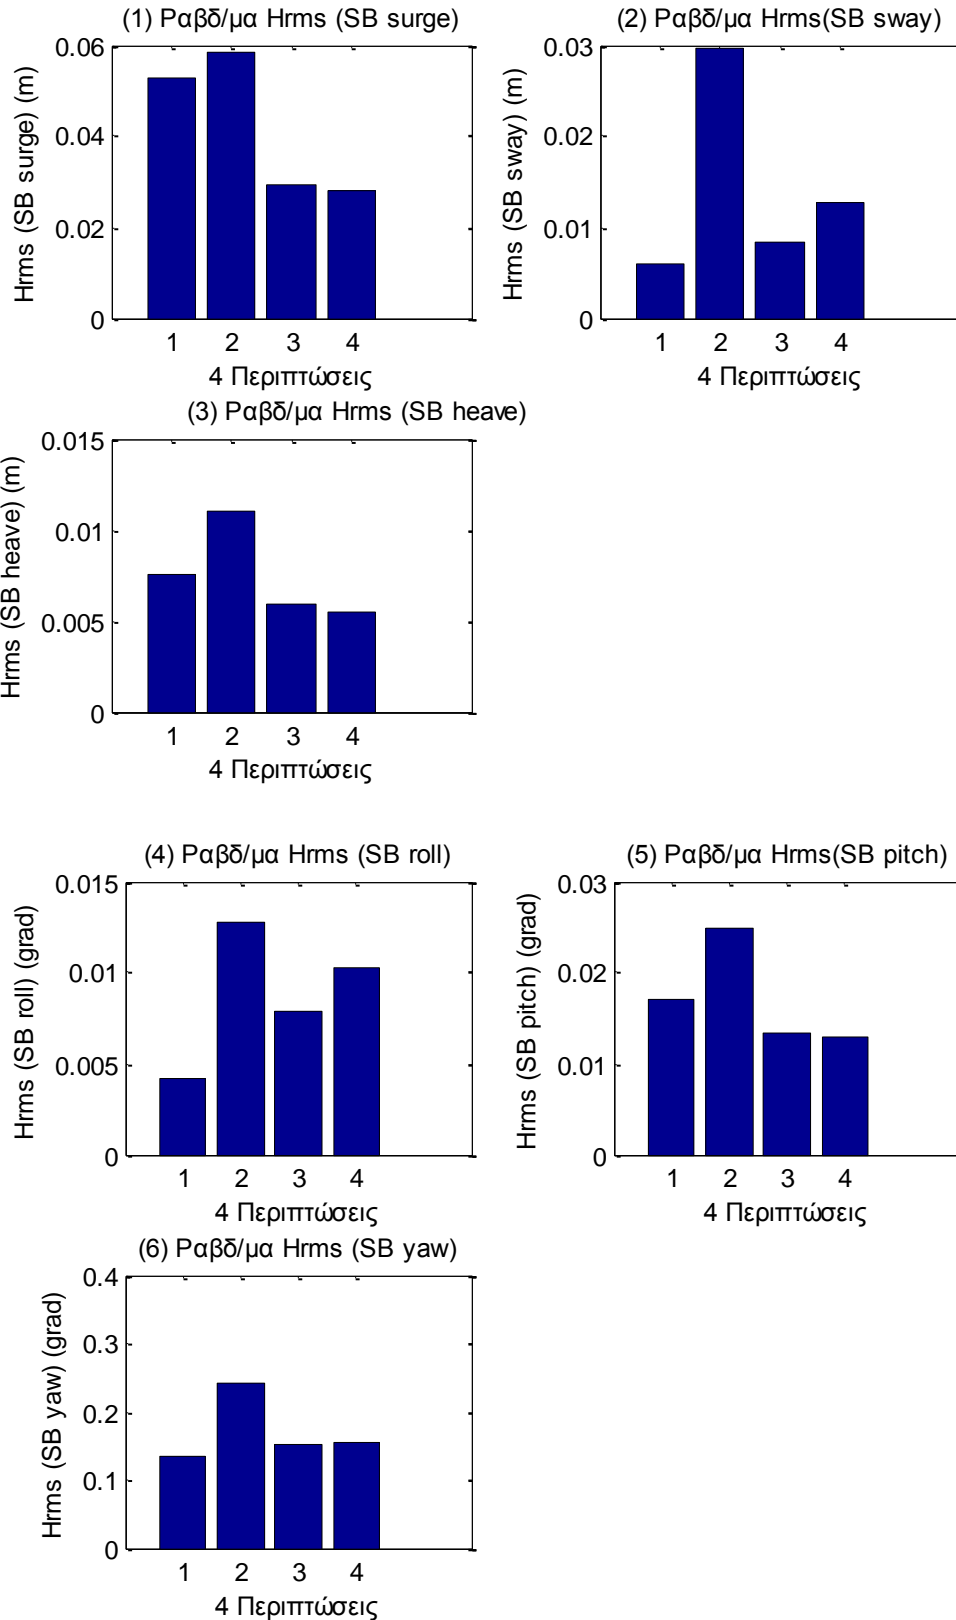 (1) Ραβδ/μα Hrms (SB surge)
Hrms (SB surge) (m)
0.06
0.04
0.02
0
1 2 3 4
4 Περιπτώσεις
(2) Ραβδ/μα Hrms(SB sway)
Hrms (SB sway) (m)
0.03
0.02
0.01
0
1 2 3 4
4 Περιπτώσεις
(3) Ραβδ/μα Hrms (SB heave)
Hrms (SB heave) (m)
0.015
0.01
0.005
0
1 2 3 4
4 Περιπτώσεις
(4) Ραβδ/μα Hrms (SB roll)
Hrms (SB roll) (grad)
0.015
0.01
0.005
0
1 2 3 4
4 Περιπτώσεις
(5) Ραβδ/μα Hrms(SB pitch)
Hrms (SB pitch) (grad)
0.03
0.02
0.01
0
1 2 3 4
4 Περιπτώσεις
(6) Ραβδ/μα Hrms (SB yaw)
Hrms (SB yaw) (grad)
0.4
0.3
0.2
0.1
0
1 2 3 4
4 Περιπτώσεις